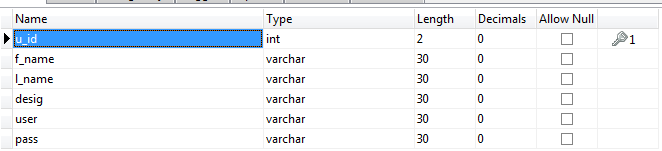 Name Type Length Decimals Allow Null
u_id int 2 0 1
f_name varchar 30 0
l_name varchar 30 0
desig varchar 30 0
user varchar 30 0
pass varchar 30 0